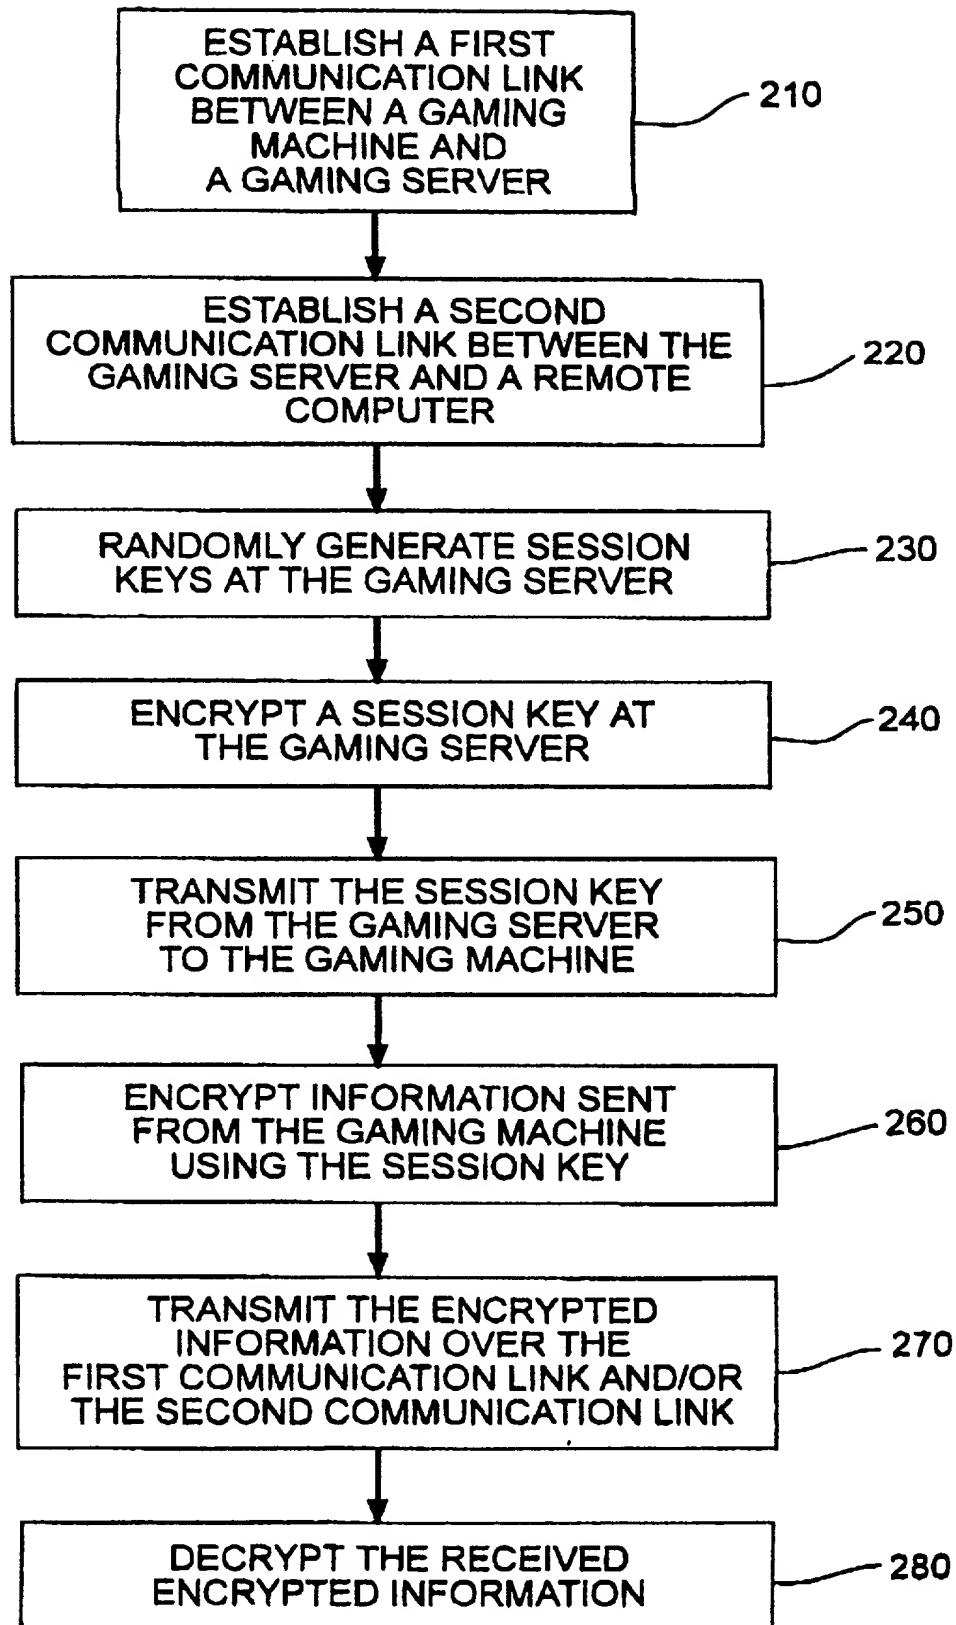 ESTABLISH A FIRST
COMMUNICATION LINK
BETWEEN A GAMING
MACHINE AND
A GAMING SERVER
210
ESTABLISH A SECOND
COMMUNICATION LINK BETWEEN THE
GAMING SERVER AND A REMOTE
COMPUTER
220
RANDOMLY GENERATE SESSION
KEYS AT THE GAMING SERVER
230
ENCRYPT A SESSION KEY AT
THE GAMING SERVER
240
TRANSMIT THE SESSION KEY
FROM THE GAMING SERVER
TO THE GAMING MACHINE
250
ENCRYPT INFORMATION SENT
FROM THE GAMING MACHINE
USING THE SESSION KEY
260
TRANSMIT THE ENCRYPTED
INFORMATION OVER THE
FIRST COMMUNICATION LINK AND/OR
THE SECOND COMMUNICATION LINK
270
DECRYPT THE RECEIVED
ENCRYPTED INFORMATION
280